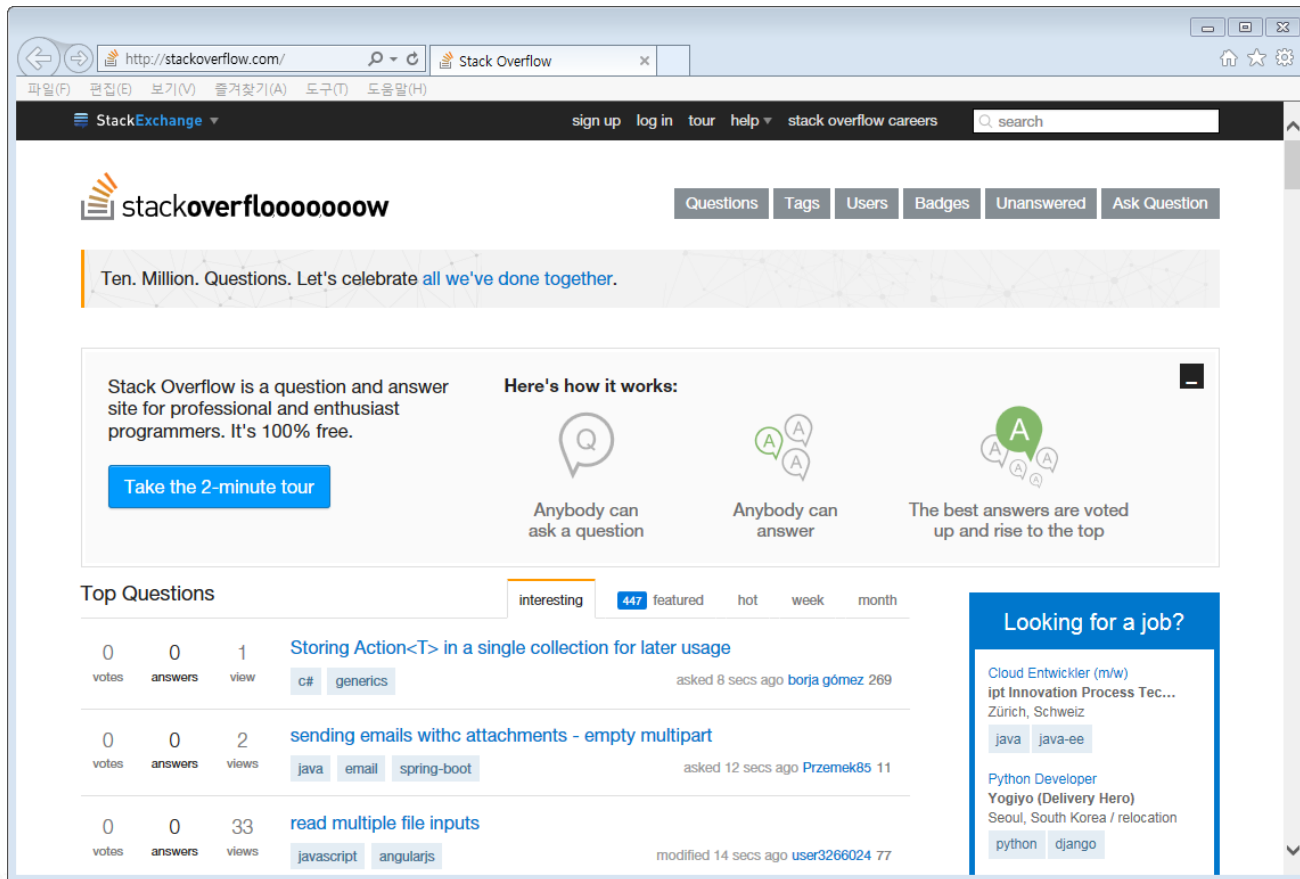 http://stackoverflow.com/
Stack Overflow
파일(F) 편집(E) 보기(V) 즐겨찾기(A) 도구(T) 도움말(H)
StackExchange
sign up log in tour help stack overflow careers
search
stackoverflooooooow
Questions Tags Users Badges Unanswered Ask Question
Ten. Million. Questions. Let's celebrate all we've done together.
Stack Overflow is a question and answer
site for professional and enthusiast
programmers. It's 100% free.
Take the 2-minute tour
Here's how it works:
Q
Anybody can
ask a question
A
A
A
Anybody can
answer
A
A
A
A
A
The best answers are voted
up and rise to the top
Top Questions
interesting 447 featured hot week month
0 0 1
votes answers view
Storing Action<T> in a single collection for later usage
c# generics
asked 8 secs ago borja gómez 269
0 0 2
votes answers views
sending emails withc attachments - empty multipart
java email spring-boot
asked 12 secs ago Przemek85 11
0 0 33
votes answers views
read multiple file inputs
javascript angularjs
modified 14 secs ago user3266024 77
Looking for a job?
Cloud Entwickler (m/w)
ipt Innovation Process Tec...
Zürich, Schweiz
java java-ee
Python Developer
Yogiyo (Delivery Hero)
Seoul, South Korea / relocation
python django